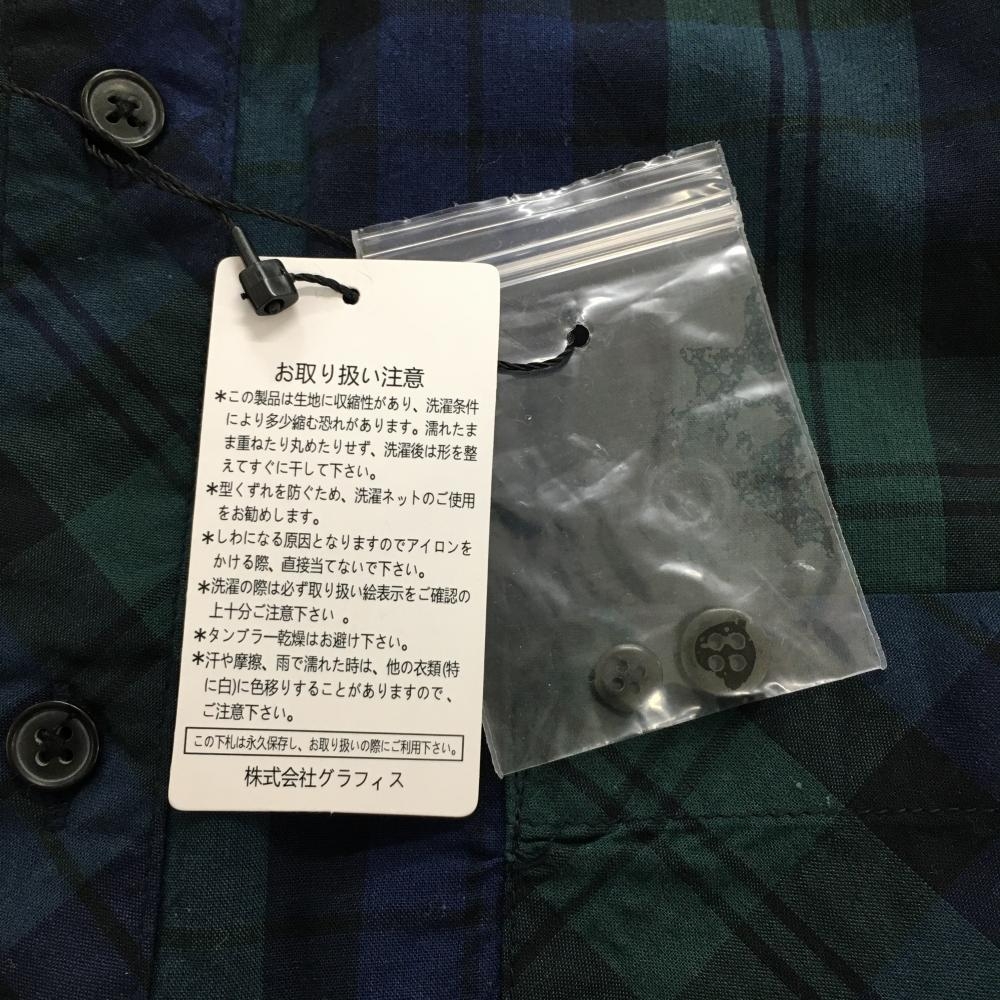 お取り扱い注意
＊この製品は生地に収縮性があり、洗濯条件
により多少縮む恐れがあります。濡れたま
ま重ねたり丸めたりせず、洗濯後は形を整
えてすぐに干して下さい。
＊型くずれを防ぐため、洗濯ネットのご使用
をお勧めします。
＊しわになる原因となりますのでアイロンを
かける際、直接当てないで下さい。
＊洗濯の際は必ず取り扱い絵表示をご確認の
上十分ご注意下さい 。
＊タンブラー乾燥はお避け下さい。
＊汗や摩擦、雨で濡れた時は、他の衣類(特
に白)に色移りすることがありますので、
ご注意下さい。
この下札は永久保存し、お取り扱いの際にご利用下さい。
株式会社グラフィス